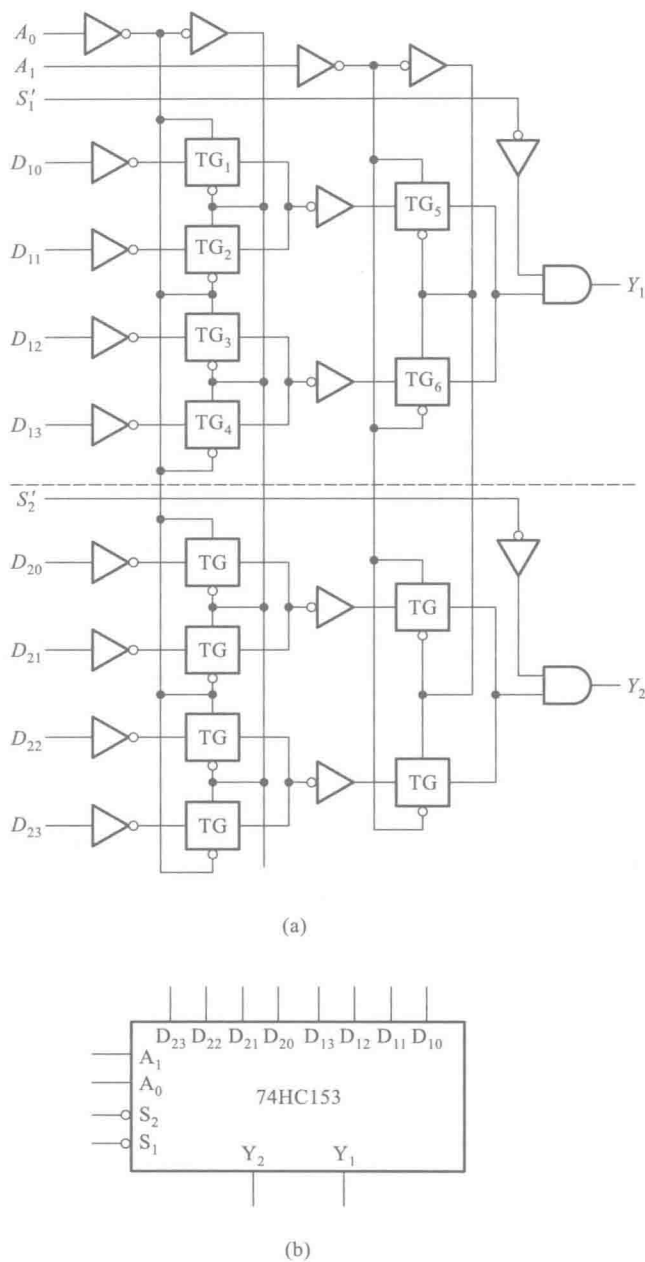 A₀
A₁
S′₁
D₁₀ TG₁
TG₅
D₁₁ TG₂
Y₁
D₁₂ TG₃
TG₆
D₁₃ TG₄
S′₂
D₂₀ TG
TG
D₂₁ TG
Y₂
D₂₂ TG
TG
D₂₃ TG
(a)
D₂₃ D₂₂ D₂₁ D₂₀ D₁₃ D₁₂ D₁₁ D₁₀
A₁
A₀
74HC153
S₂
S₁
Y₂ Y₁
(b)